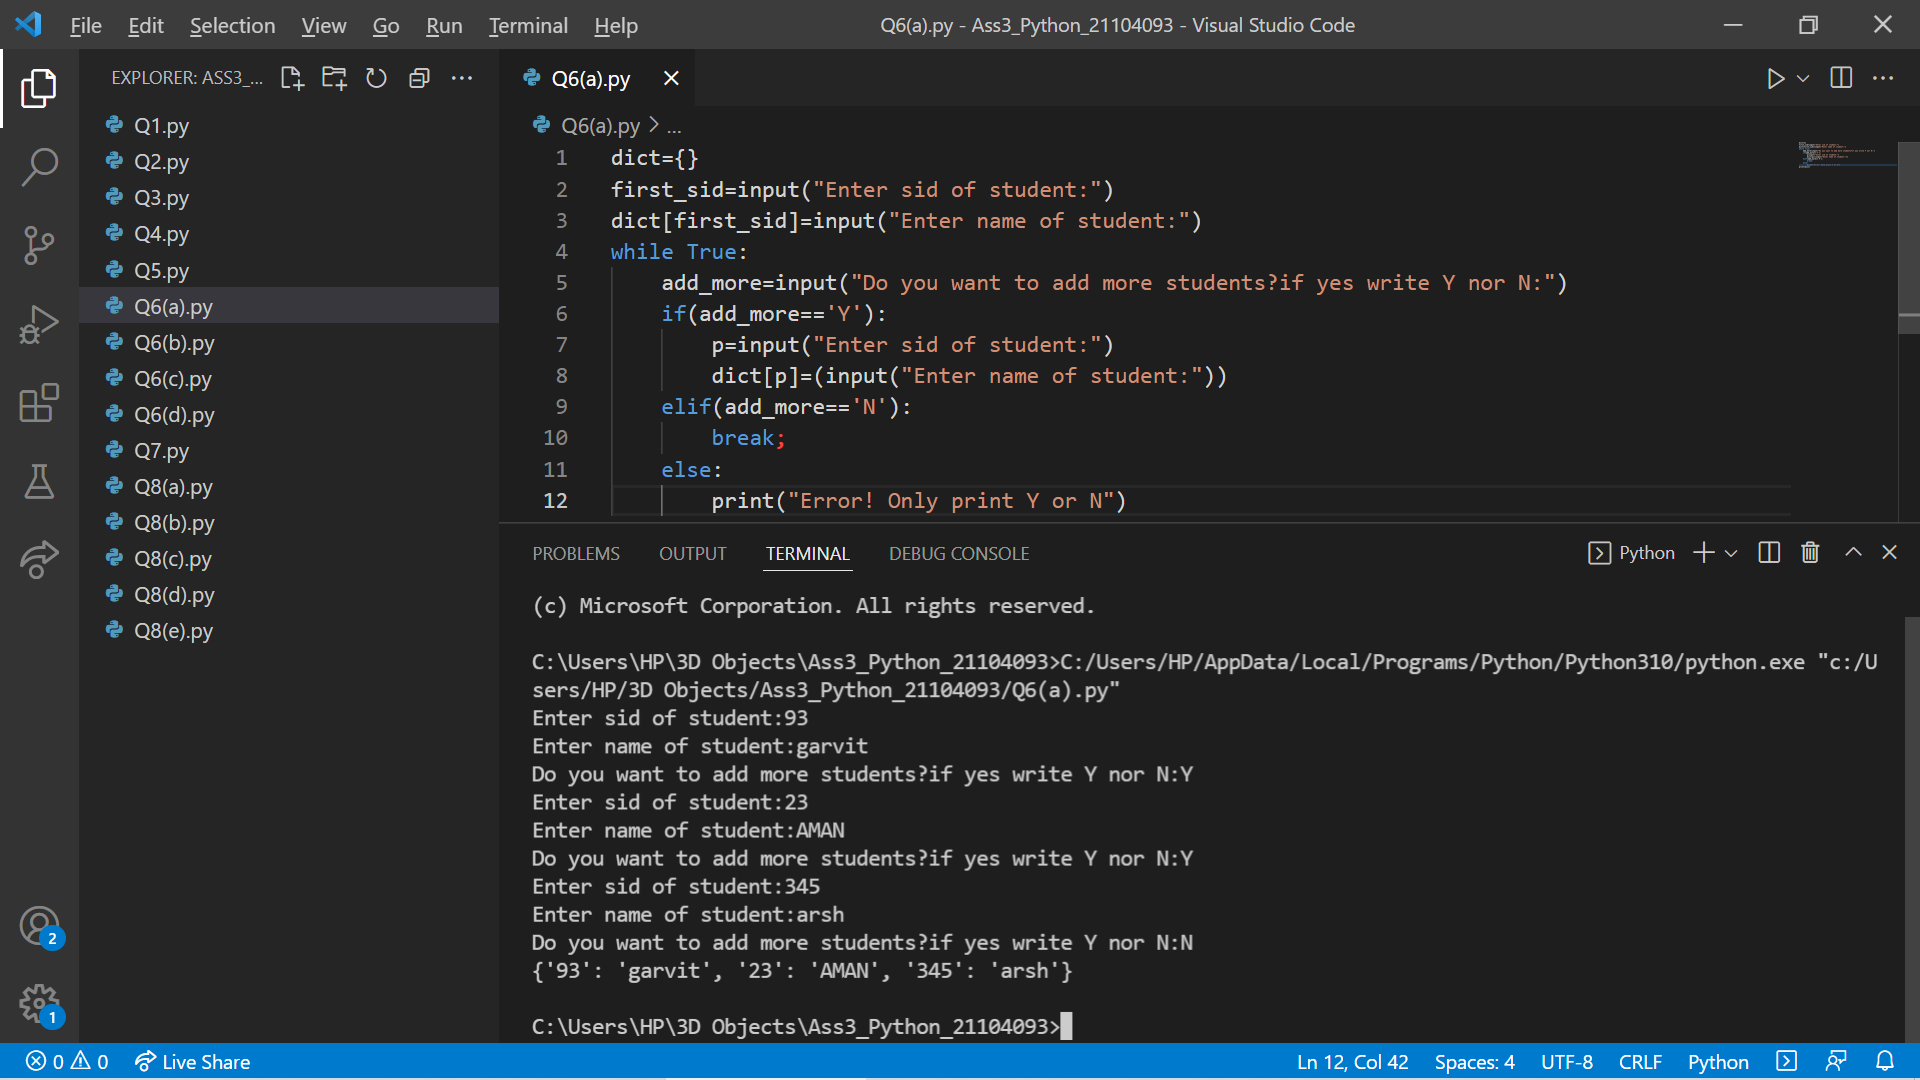 File Edit Selection View Go Run Terminal Help Q6(a).py - Ass3_Python_21104093 - Visual Studio Code
EXPLORER: ASS3_...
Q1.py
Q2.py
Q3.py
Q4.py
Q5.py
Q6(a).py
Q6(b).py
Q6(c).py
Q6(d).py
Q7.py
Q8(a).py
Q8(b).py
Q8(c).py
Q8(d).py
Q8(e).py
2
1
Q6(a).py
Q6(a).py > ...
1 dict={}
2 first_sid=input("Enter sid of student:")
3 dict[first_sid]=input("Enter name of student:")
4 while True:
5 add_more=input("Do you want to add more students?if yes write Y nor N:")
6 if(add_more=='Y'):
7 p=input("Enter sid of student:")
8 dict[p]=(input("Enter name of student:"))
9 elif(add_more=='N'):
10 break;
11 else:
12 print("Error! Only print Y or N")
PROBLEMS OUTPUT TERMINAL DEBUG CONSOLE Python
(c) Microsoft Corporation. All rights reserved.
C:\Users\HP\3D Objects\Ass3_Python_21104093>C:/Users/HP/AppData/Local/Programs/Python/Python310/python.exe "c:/U
sers/HP/3D Objects/Ass3_Python_21104093/Q6(a).py"
Enter sid of student:93
Enter name of student:garvit
Do you want to add more students?if yes write Y nor N:Y
Enter sid of student:23
Enter name of student:AMAN
Do you want to add more students?if yes write Y nor N:Y
Enter sid of student:345
Enter name of student:arsh
Do you want to add more students?if yes write Y nor N:N
{'93': 'garvit', '23': 'AMAN', '345': 'arsh'}
C:\Users\HP\3D Objects\Ass3_Python_21104093>
0 0 Live Share Ln 12, Col 42 Spaces: 4 UTF-8 CRLF Python